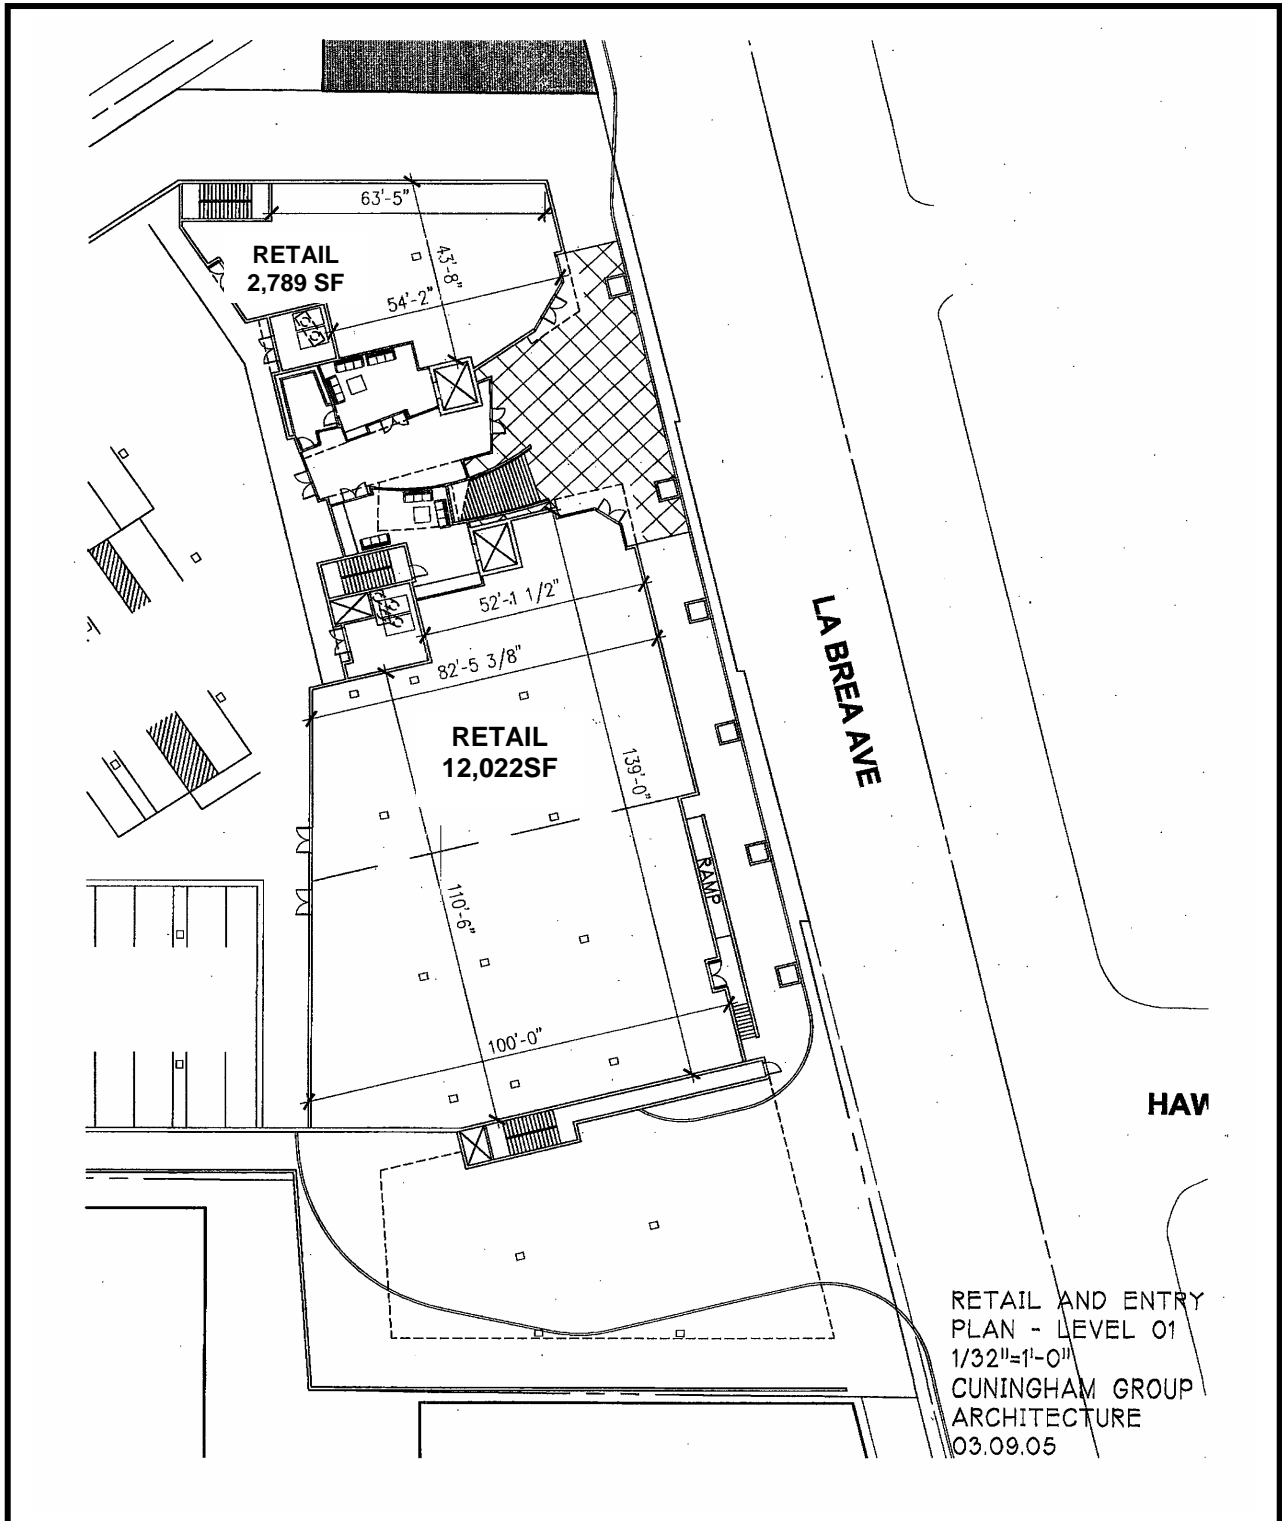 63'-5"
RETAIL
2,789 SF
43'-8"
54'-2"
52'-1 1/2"
82'-5 3/8"
RETAIL
12,022SF
139'-0"
LA BREA AVE
RAMP
110'-6"
100'-0"
HAW
RETAIL AND ENTRY
PLAN - LEVEL 01
1/32"=1'-0"
CUNINGHAM GROUP
ARCHITECTURE
03.09.05